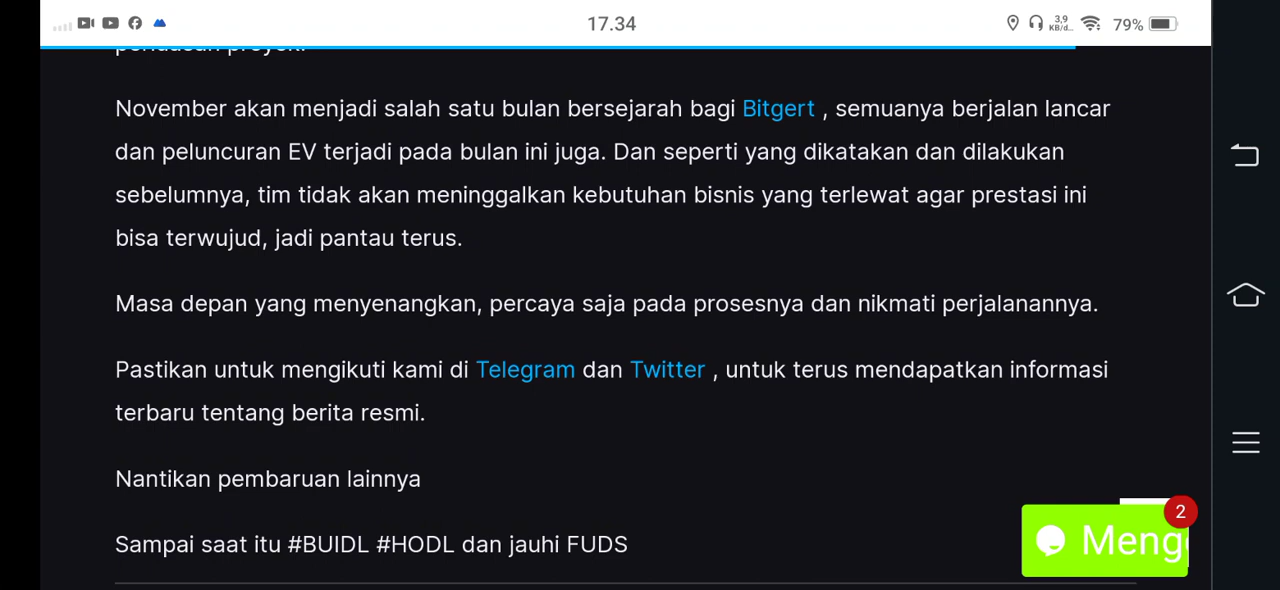 17.34
3,9
KB/d...
79%
November akan menjadi salah satu bulan bersejarah bagi Bitgert , semuanya berjalan lancar
dan peluncuran EV terjadi pada bulan ini juga. Dan seperti yang dikatakan dan dilakukan
sebelumnya, tim tidak akan meninggalkan kebutuhan bisnis yang terlewat agar prestasi ini
bisa terwujud, jadi pantau terus.
Masa depan yang menyenangkan, percaya saja pada prosesnya dan nikmati perjalanannya.
Pastikan untuk mengikuti kami di Telegram dan Twitter , untuk terus mendapatkan informasi
terbaru tentang berita resmi.
Nantikan pembaruan lainnya
2
Meng
Sampai saat itu #BUIDL #HODL dan jauhi FUDS